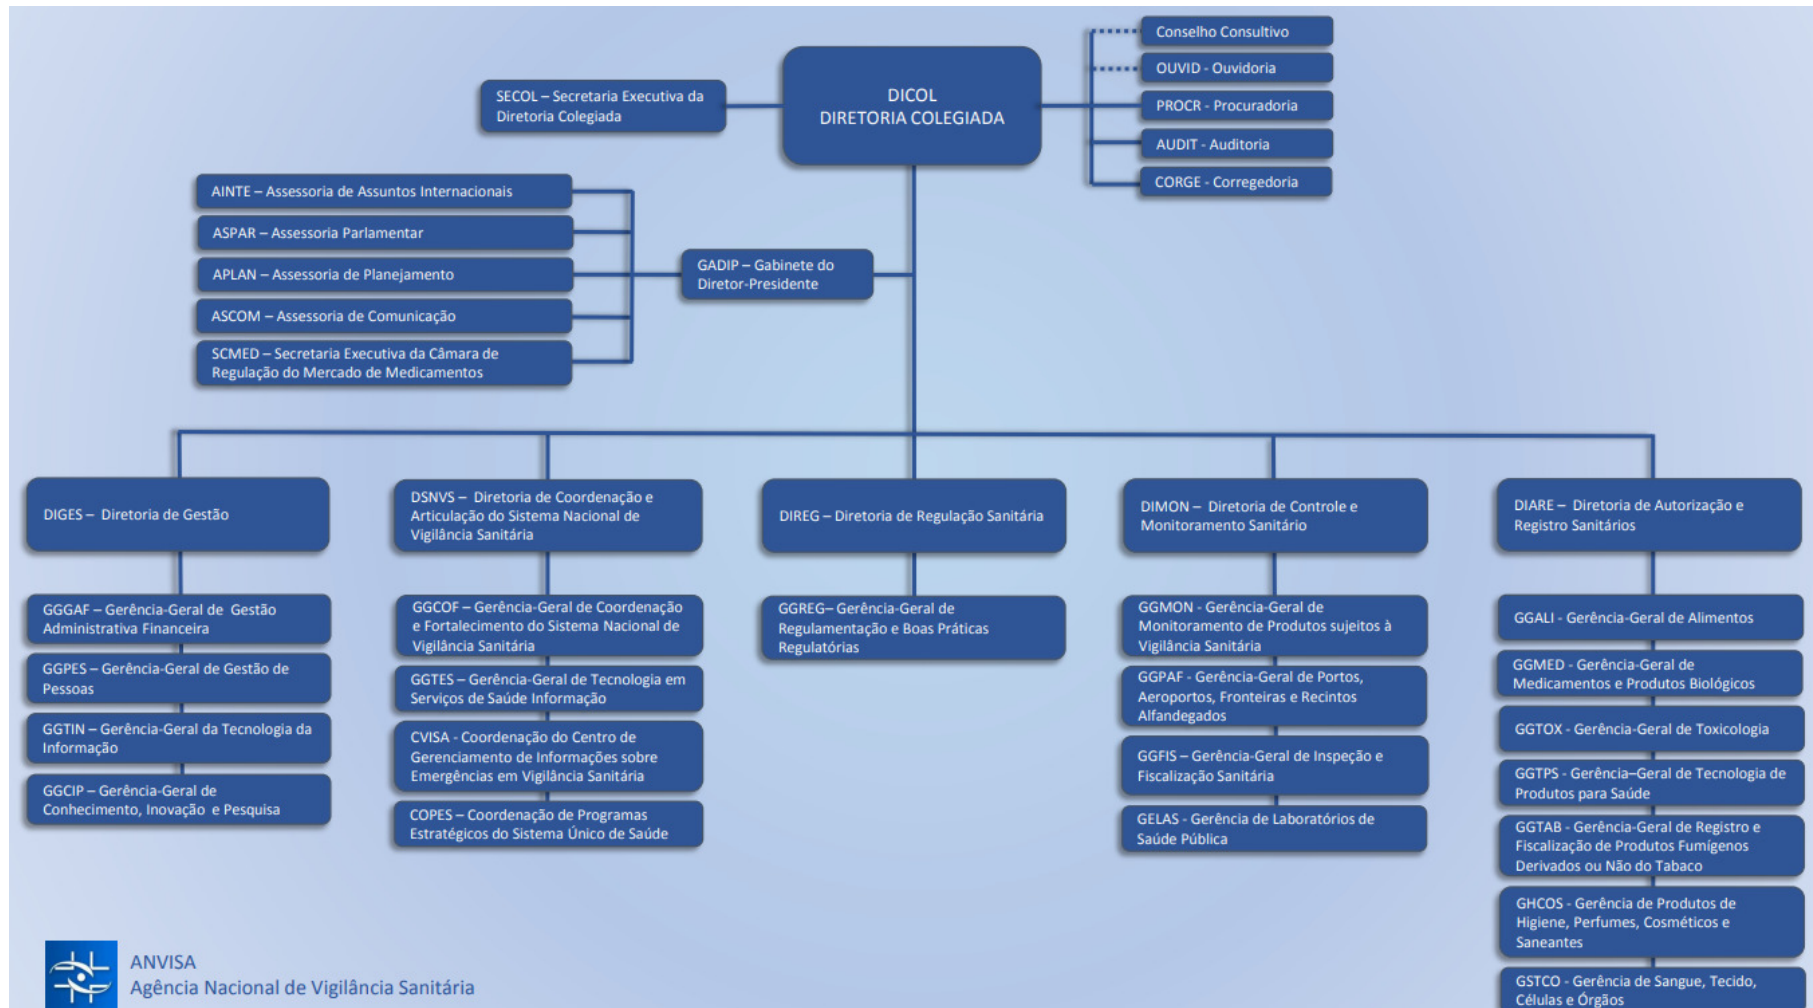 Conselho Consultivo
OUVID - Ouvidoria
PROCR - Procuradoria
AUDIT - Auditoria
CORGE - Corregedoria
SECOL – Secretaria Executiva da
Diretoria Colegiada
DICOL
DIRETORIA COLEGIADA
AINTE – Assessoria de Assuntos Internacionais
ASPAR – Assessoria Parlamentar
APLAN – Assessoria de Planejamento
ASCOM – Assessoria de Comunicação
SCMED – Secretaria Executiva da Câmara de
Regulação do Mercado de Medicamentos
GADIP – Gabinete do
Diretor-Presidente
DIGES – Diretoria de Gestão
GGGAF – Gerência-Geral de Gestão
Administrativa Financeira
GGPES – Gerência-Geral de Gestão de
Pessoas
GGTIN – Gerência-Geral da Tecnologia da
Informação
GGCIP – Gerência-Geral de
Conhecimento, Inovação e Pesquisa
DSNVS – Diretoria de Coordenação e
Articulação do Sistema Nacional de
Vigilância Sanitária
GGCOF – Gerência-Geral de Coordenação
e Fortalecimento do Sistema Nacional de
Vigilância Sanitária
GGTES – Gerência-Geral de Tecnologia em
Serviços de Saúde Informação
CVISA - Coordenação do Centro de
Gerenciamento de Informações sobre
Emergências em Vigilância Sanitária
COPES – Coordenação de Programas
Estratégicos do Sistema Único de Saúde
DIREG – Diretoria de Regulação Sanitária
GGREG– Gerência-Geral de
Regulamentação e Boas Práticas
Regulatórias
DIMON – Diretoria de Controle e
Monitoramento Sanitário
GGMON - Gerência-Geral de
Monitoramento de Produtos sujeitos à
Vigilância Sanitária
GGPAF - Gerência-Geral de Portos,
Aeroportos, Fronteiras e Recintos
Alfandegados
GGFIS – Gerência-Geral de Inspeção e
Fiscalização Sanitária
GELAS - Gerência de Laboratórios de
Saúde Pública
DIARE – Diretoria de Autorização e
Registro Sanitários
GGALI - Gerência-Geral de Alimentos
GGMED - Gerência-Geral de
Medicamentos e Produtos Biológicos
GGTOX - Gerência-Geral de Toxicologia
GGTPS - Gerência–Geral de Tecnologia de
Produtos para Saúde
GGTAB - Gerência-Geral de Registro e
Fiscalização de Produtos Fumígenos
Derivados ou Não do Tabaco
GHCOS - Gerência de Produtos de
Higiene, Perfumes, Cosméticos e
Saneantes
GSTCO - Gerência de Sangue, Tecido,
Células e Órgãos
ANVISA
Agência Nacional de Vigilância Sanitária